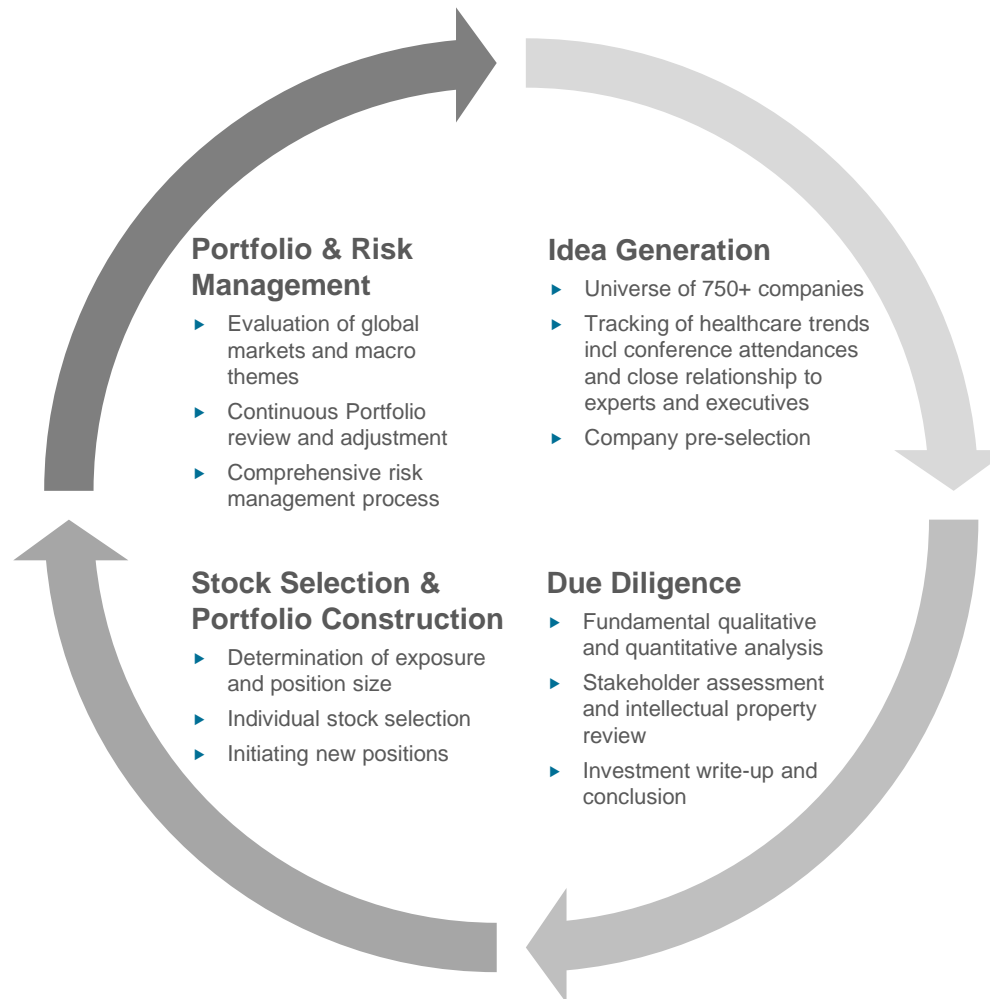 Portfolio & Risk
Management
► Evaluation of global
markets and macro
themes
► Continuous Portfolio
review and adjustment
► Comprehensive risk
management process
Idea Generation
► Universe of 750+ companies
► Tracking of healthcare trends
incl conference attendances
and close relationship to
experts and executives
► Company pre-selection
Stock Selection &
Portfolio Construction
► Determination of exposure
and position size
► Individual stock selection
► Initiating new positions
Due Diligence
► Fundamental qualitative
and quantitative analysis
► Stakeholder assessment
and intellectual property
review
► Investment write-up and
conclusion